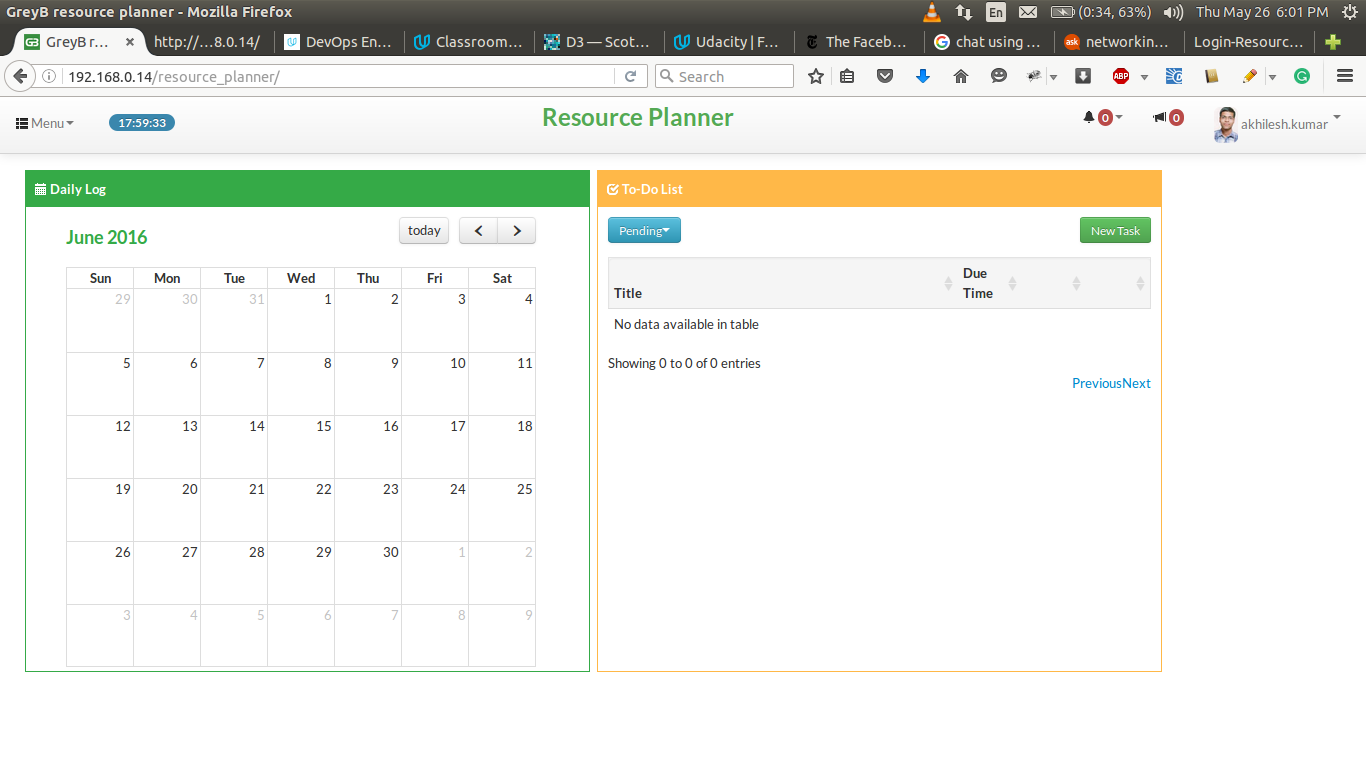 GreyB resource planner - Mozilla Firefox
En (0:34, 63%) Thu May 26 6:01 PM
GreyB r… × http://…8.0.14/ DevOps En… Classroom… D3 — Scot… Udacity | F… The Faceb… chat using … ask networkin… Login-Resourc…
192.168.0.14/resource_planner/ Search ABP
Menu 17:59:33 Resource Planner 0 0 akhilesh.kumar
Daily Log
June 2016 today
Sun Mon Tue Wed Thu Fri Sat
29 30 31 1 2 3 4
5 6 7 8 9 10 11
12 13 14 15 16 17 18
19 20 21 22 23 24 25
26 27 28 29 30 1 2
3 4 5 6 7 8 9
To-Do List
Pending New Task
Title Due Time
No data available in table
Showing 0 to 0 of 0 entries
PreviousNext